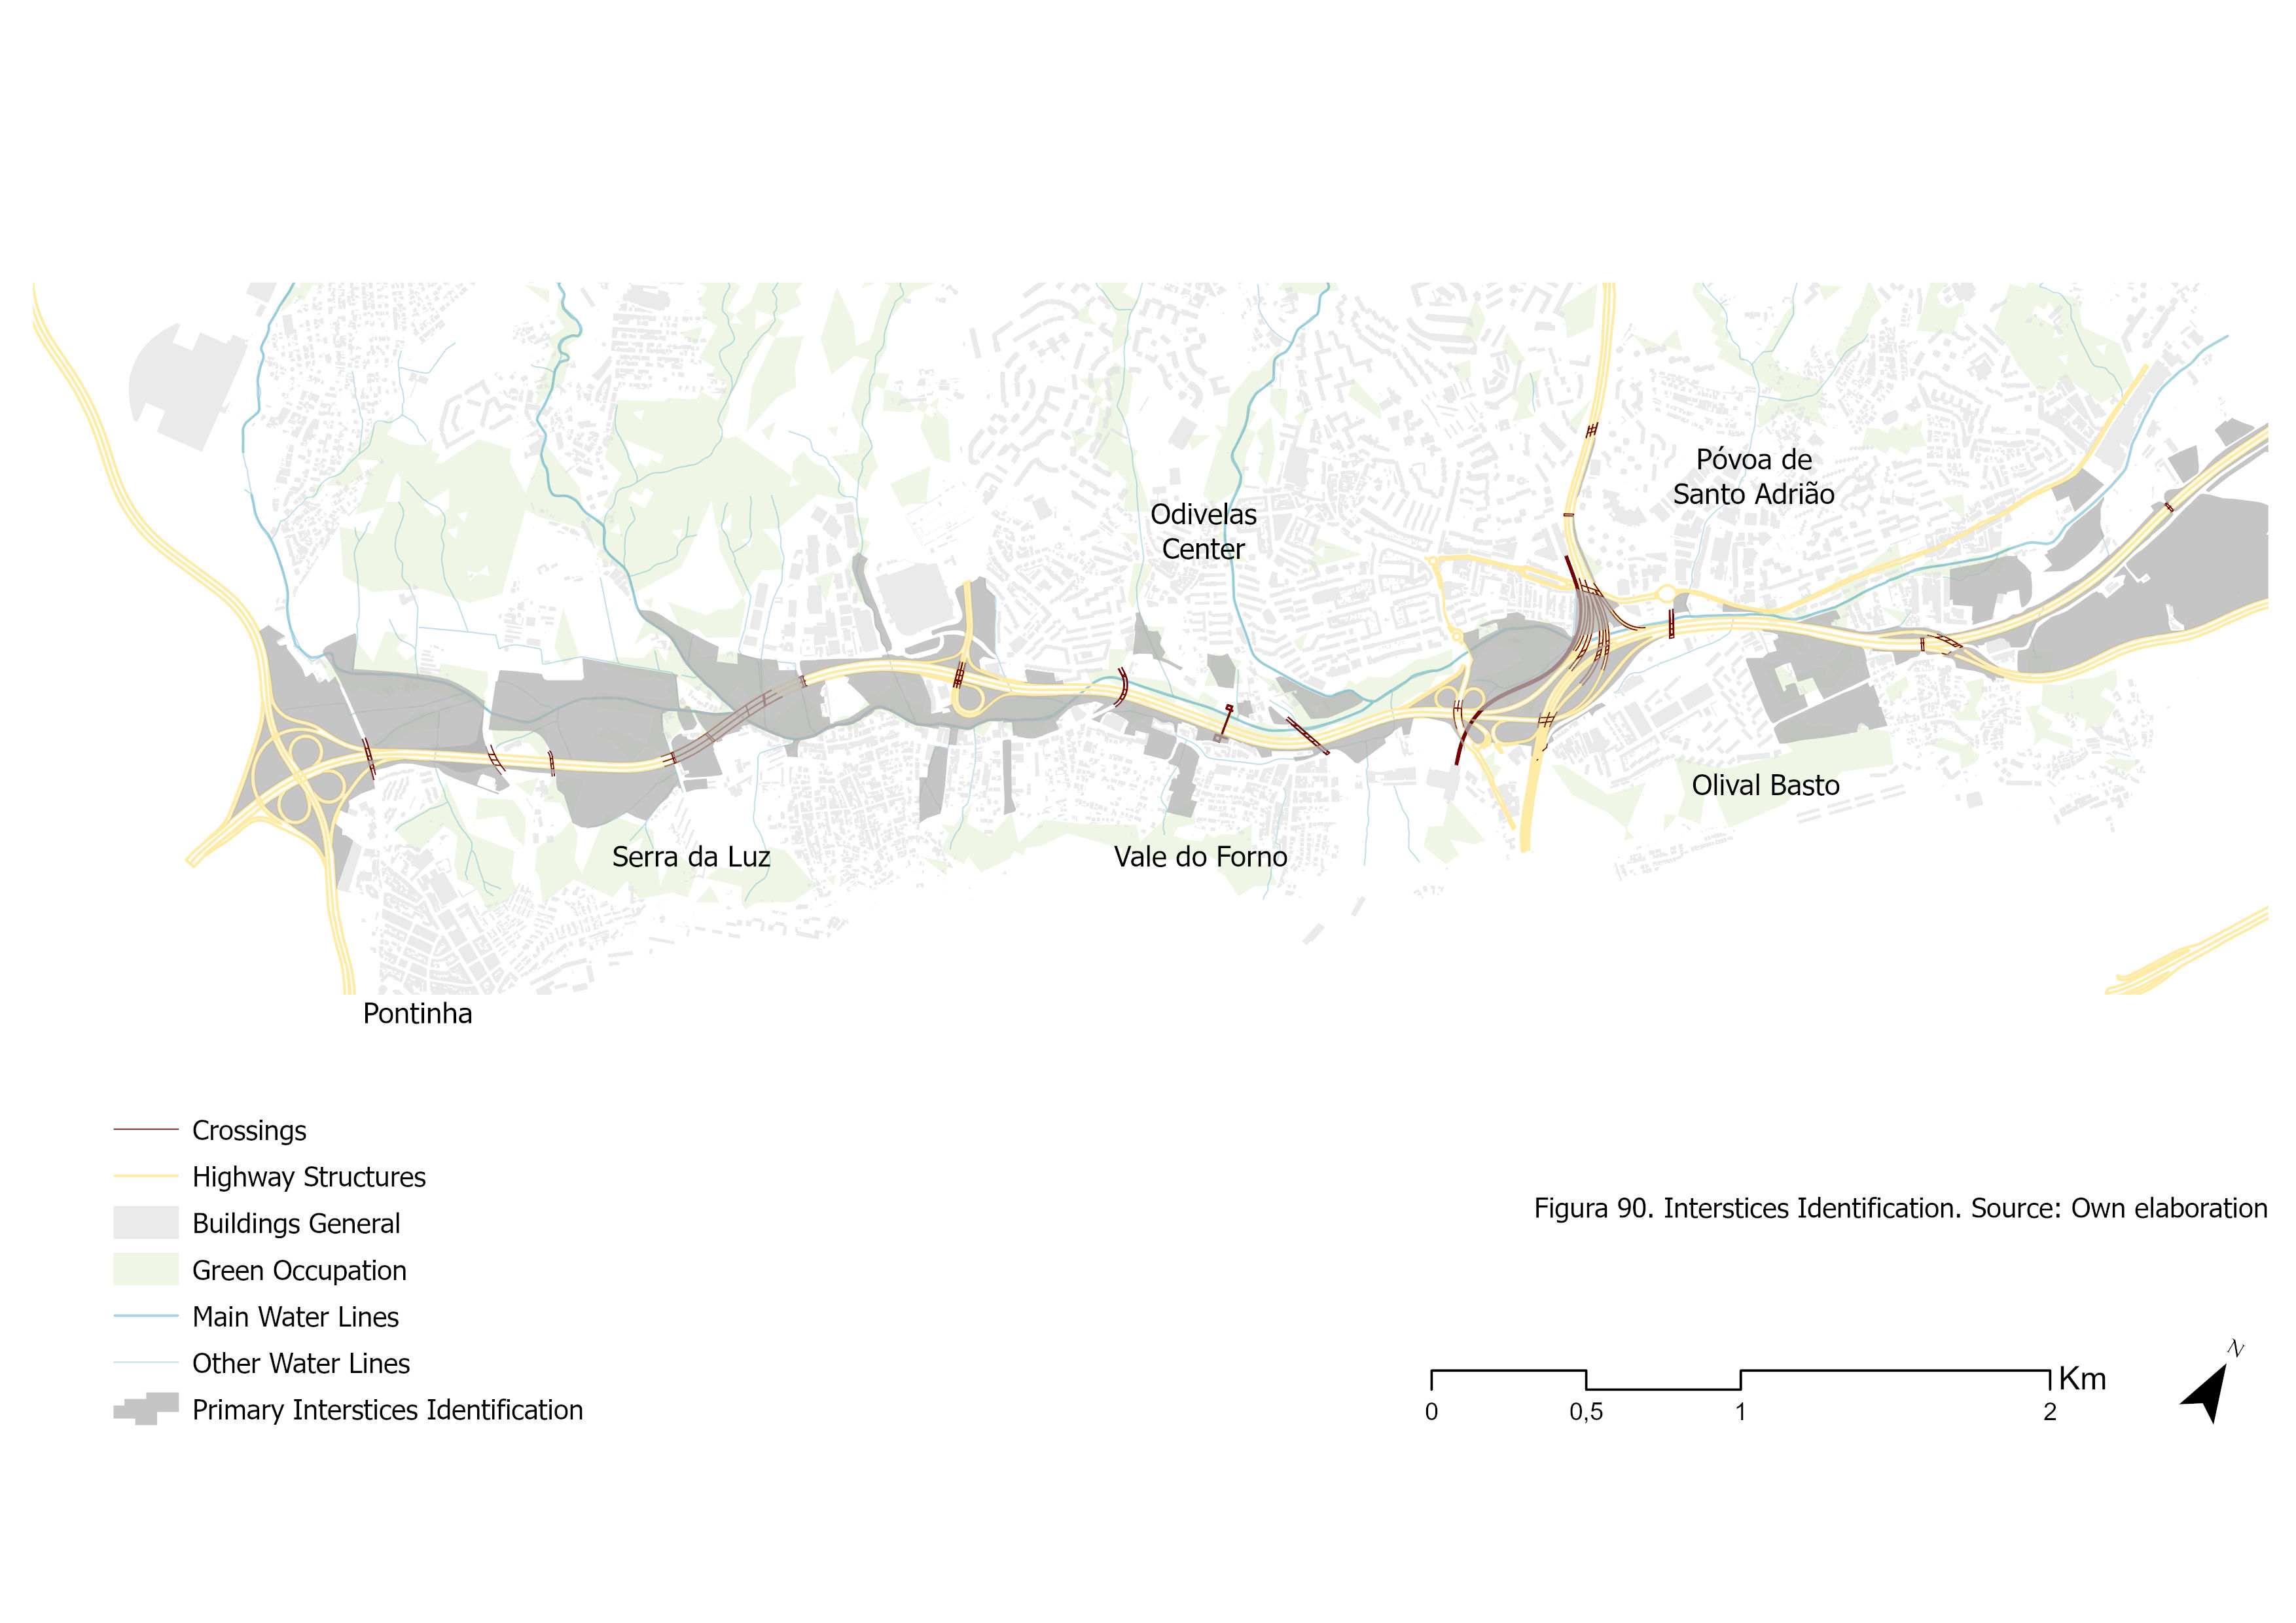 Póvoa de
Santo Adrião
Odivelas
Center
Olival Basto
Serra da Luz
Vale do Forno
Pontinha
Crossings
Highway Structures
Buildings General
Green Occupation
Main Water Lines
Other Water Lines
Primary Interstices Identification
Figura 90. Interstices Identification. Source: Own elaboration
N
Km
0 0,5 1 2